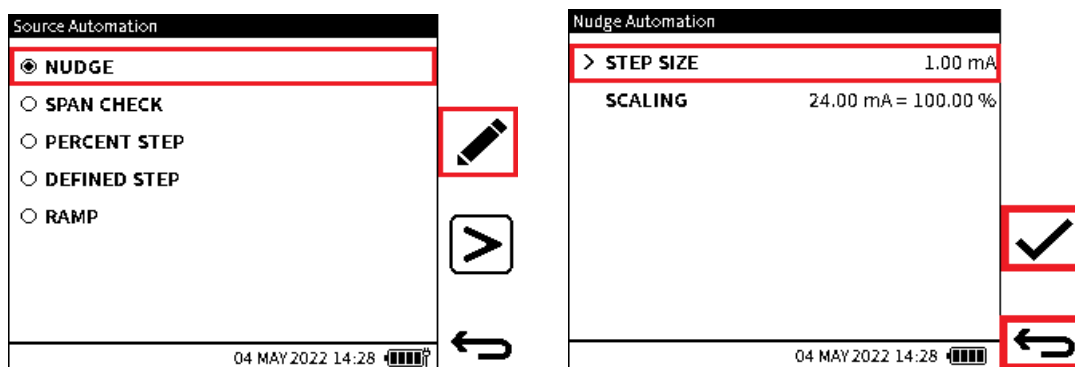 Source Automation
NUDGE
SPAN CHECK
PERCENT STEP
DEFINED STEP
RAMP
04 MAY 2022 14:28
Nudge Automation
> STEP SIZE 1.00 mA
SCALING 24.00 mA = 100.00 %
04 MAY 2022 14:28